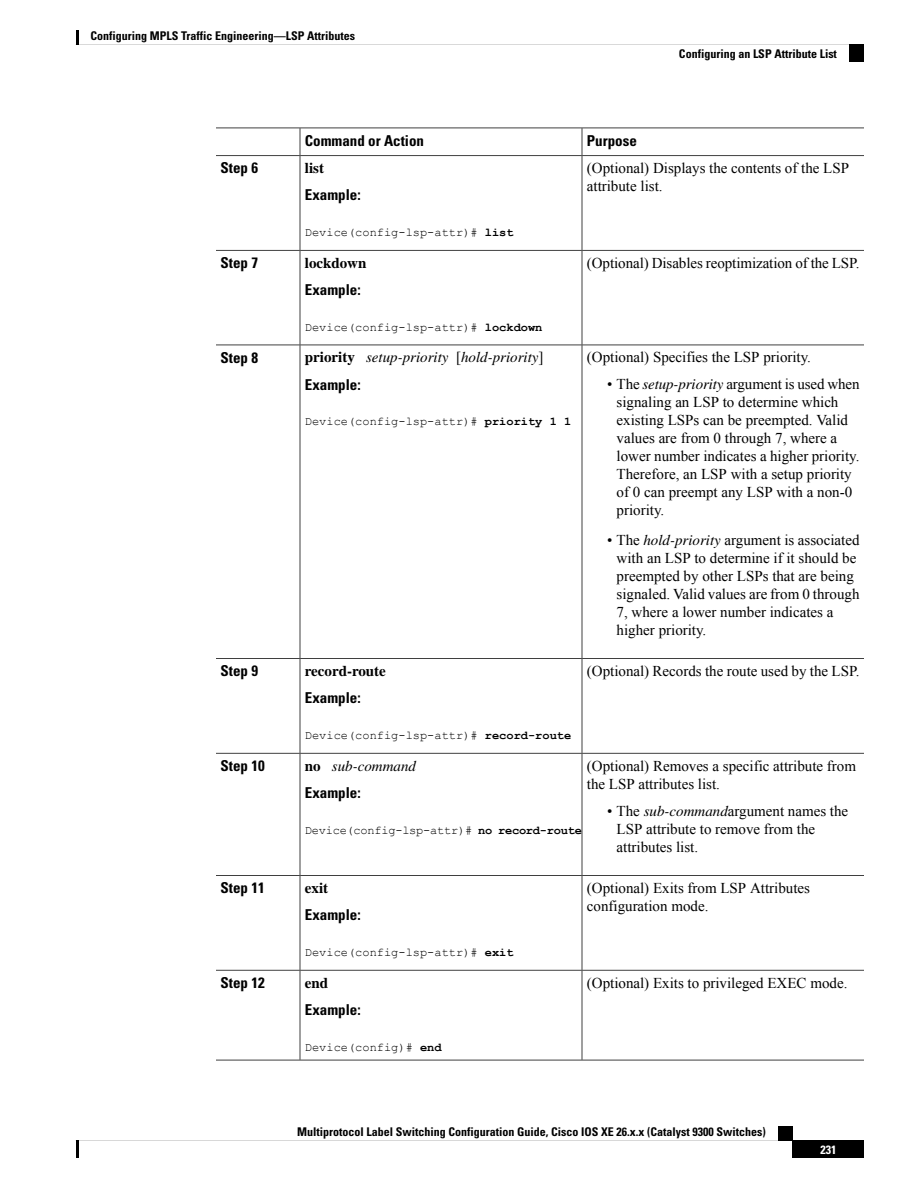 Configuring MPLS Traffic Engineering—LSP Attributes
Configuring an LSP Attribute List
Command or Action
Purpose
Step 6
list
(Optional) Displays the contents of the LSP
attribute list.
Example:
Device(config-lsp-attr)# list
Step 7
lockdown
(Optional) Disables reoptimization of the LSP.
Example:
Device(config-lsp-attr)# lockdown
Step 8
priority setup-priority [hold-priority]
(Optional) Specifies the LSP priority.
Example:
Device(config-lsp-attr)# priority 1 1
• The setup-priority argument is used when
signaling an LSP to determine which
existing LSPs can be preempted. Valid
values are from 0 through 7, where a
lower number indicates a higher priority.
Therefore, an LSP with a setup priority
of 0 can preempt any LSP with a non-0
priority.
• The hold-priority argument is associated
with an LSP to determine if it should be
preempted by other LSPs that are being
signaled. Valid values are from 0 through
7, where a lower number indicates a
higher priority.
Step 9
record-route
(Optional) Records the route used by the LSP.
Example:
Device(config-lsp-attr)# record-route
Step 10
no sub-command
(Optional) Removes a specific attribute from
the LSP attributes list.
Example:
Device(config-lsp-attr)# no record-route
• The sub-commandargument names the
LSP attribute to remove from the
attributes list.
Step 11
exit
(Optional) Exits from LSP Attributes
configuration mode.
Example:
Device(config-lsp-attr)# exit
Step 12
end
(Optional) Exits to privileged EXEC mode.
Example:
Device(config)# end
Multiprotocol Label Switching Configuration Guide, Cisco IOS XE 26.x.x (Catalyst 9300 Switches)
231